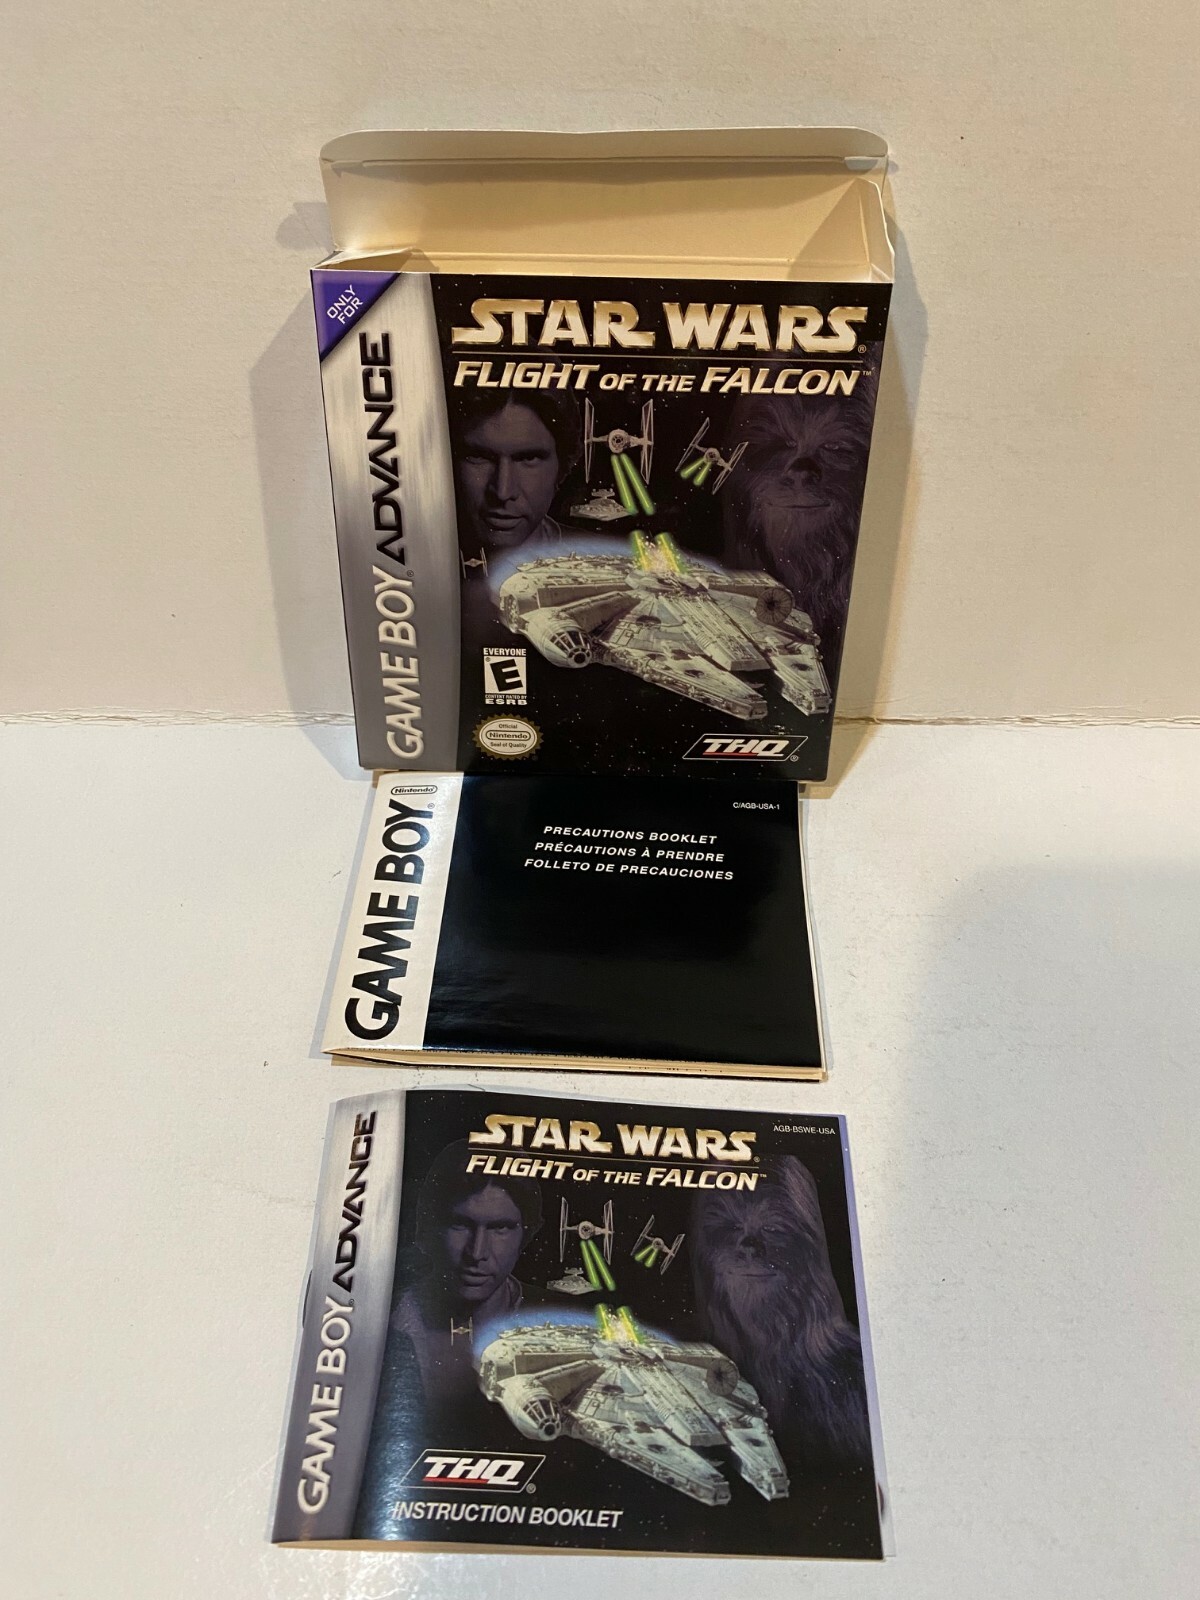 ONLY
FOR
GAME BOY® ADVANCE
STAR WARS®
FLIGHT OF THE FALCON™
EVERYONE
E
CONTENT RATED BY
ESRB
Official
Nintendo
Seal of Quality
THQ®
Nintendo®
GAME BOY®
C/AGB-USA-1
PRECAUTIONS BOOKLET
PRÉCAUTIONS À PRENDRE
FOLLETO DE PRECAUCIONES
GAME BOY® ADVANCE
AGB-BSWE-USA
STAR WARS®
FLIGHT OF THE FALCON™
THQ®
INSTRUCTION BOOKLET